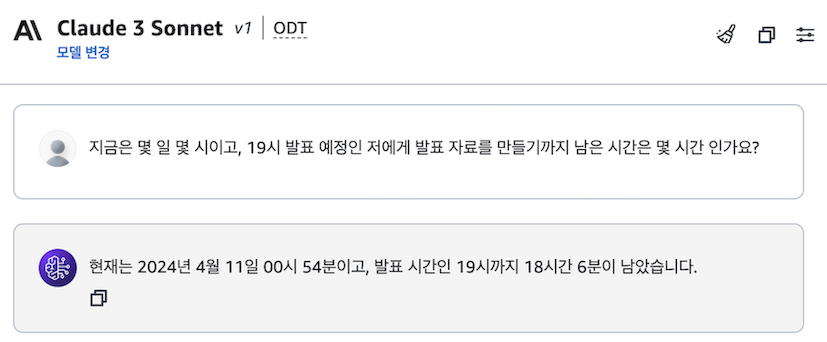 Claude 3 Sonnet v1 | ODT
모델 변경
지금은 몇 일 몇 시이고, 19시 발표 예정인 저에게 발표 자료를 만들기까지 남은 시간은 몇 시간 인가요?
현재는 2024년 4월 11일 00시 54분이고, 발표 시간인 19시까지 18시간 6분이 남았습니다.